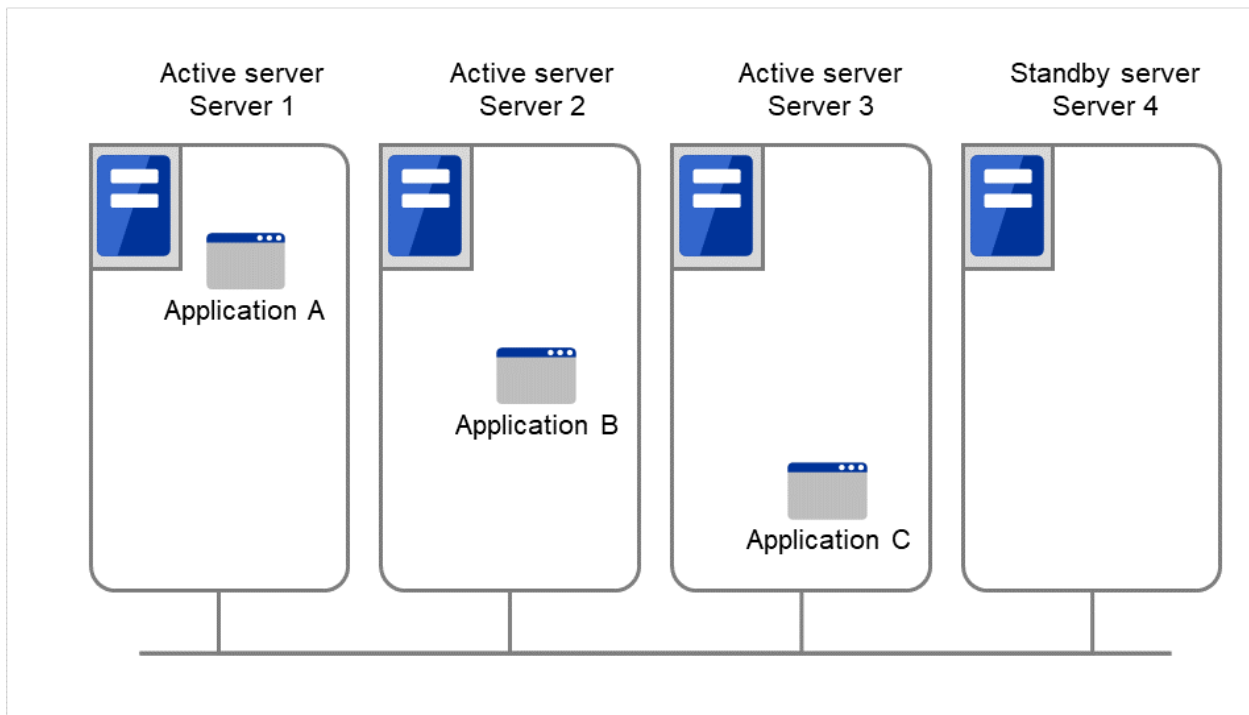 Active server
Server 1
Active server
Server 2
Active server
Server 3
Standby server
Server 4
Application A
Application B
Application C